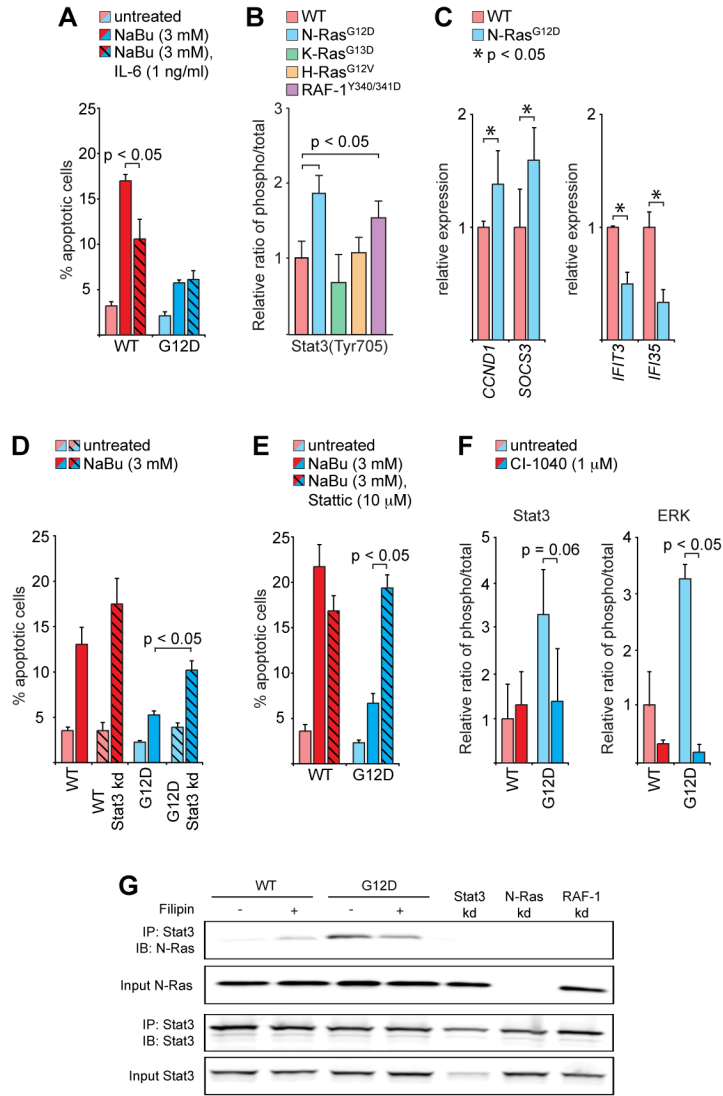 A
untreated
NaBu (3 mM)
NaBu (3 mM),
IL-6 (1 ng/ml)
% apoptotic cells
25
20
15
10
5
p < 0.05
WT
G12D
B
WT
N-RasG12D
K-RasG13D
H-RasG12V
RAF-1Y340/341D
Relative ratio of phospho/total
3
2
1
p < 0.05
Stat3(Tyr705)
C
WT
N-RasG12D
* p < 0.05
relative expression
2
1
*
*
CCND1
SOCS3
relative expression
2
1
*
*
IFIT3
IFI35
D
untreated
NaBu (3 mM)
% apoptotic cells
25
20
15
10
5
p < 0.05
WT
WT
Stat3 kd
G12D
G12D
Stat3 kd
E
untreated
NaBu (3 mM)
NaBu (3 mM),
Stattic (10 µM)
% apoptotic cells
25
20
15
10
5
p < 0.05
WT
G12D
F
untreated
CI-1040 (1 µM)
Stat3
Relative ratio of phospho/total
5
4
3
2
1
p = 0.06
WT
G12D
ERK
Relative ratio of phospho/total
4
3
2
1
p < 0.05
WT
G12D
G
WT
G12D
Stat3
kd
N-Ras
kd
RAF-1
kd
Filipin - + - +
IP: Stat3
IB: N-Ras
Input N-Ras
IP: Stat3
IB: Stat3
Input Stat3